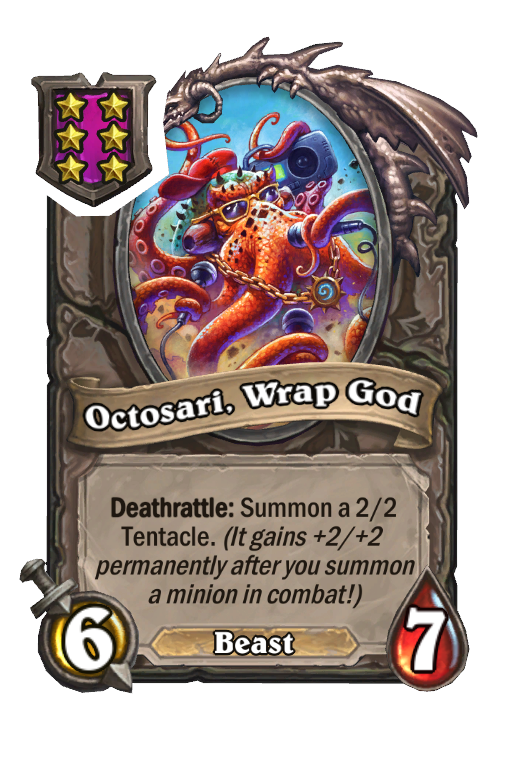 Octosari, Wrap God
Deathrattle: Summon a 2/2
Tentacle. (It gains +2/+2
permanently after you summon
a minion in combat!)
6
Beast
7